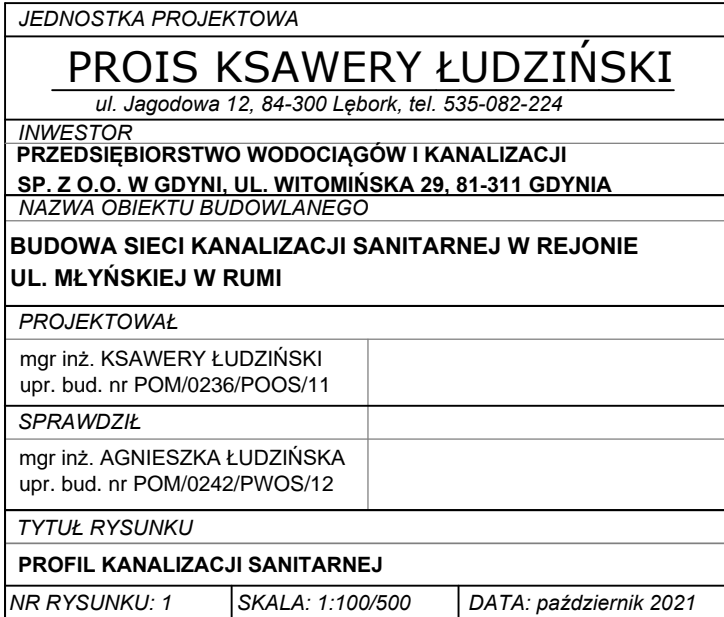 JEDNOSTKA PROJEKTOWA
PROIS KSAWERY ŁUDZIŃSKI
ul. Jagodowa 12, 84-300 Lębork, tel. 535-082-224
INWESTOR
PRZEDSIĘBIORSTWO WODOCIĄGÓW I KANALIZACJI
SP. Z O.O. W GDYNI, UL. WITOMIŃSKA 29, 81-311 GDYNIA
NAZWA OBIEKTU BUDOWLANEGO
BUDOWA SIECI KANALIZACJI SANITARNEJ W REJONIE
UL. MŁYŃSKIEJ W RUMI
PROJEKTOWAŁ
mgr inż. KSAWERY ŁUDZIŃSKI
upr. bud. nr POM/0236/POOS/11
SPRAWDZIŁ
mgr inż. AGNIESZKA ŁUDZIŃSKA
upr. bud. nr POM/0242/PWOS/12
TYTUŁ RYSUNKU
PROFIL KANALIZACJI SANITARNEJ
NR RYSUNKU: 1 SKALA: 1:100/500 DATA: październik 2021